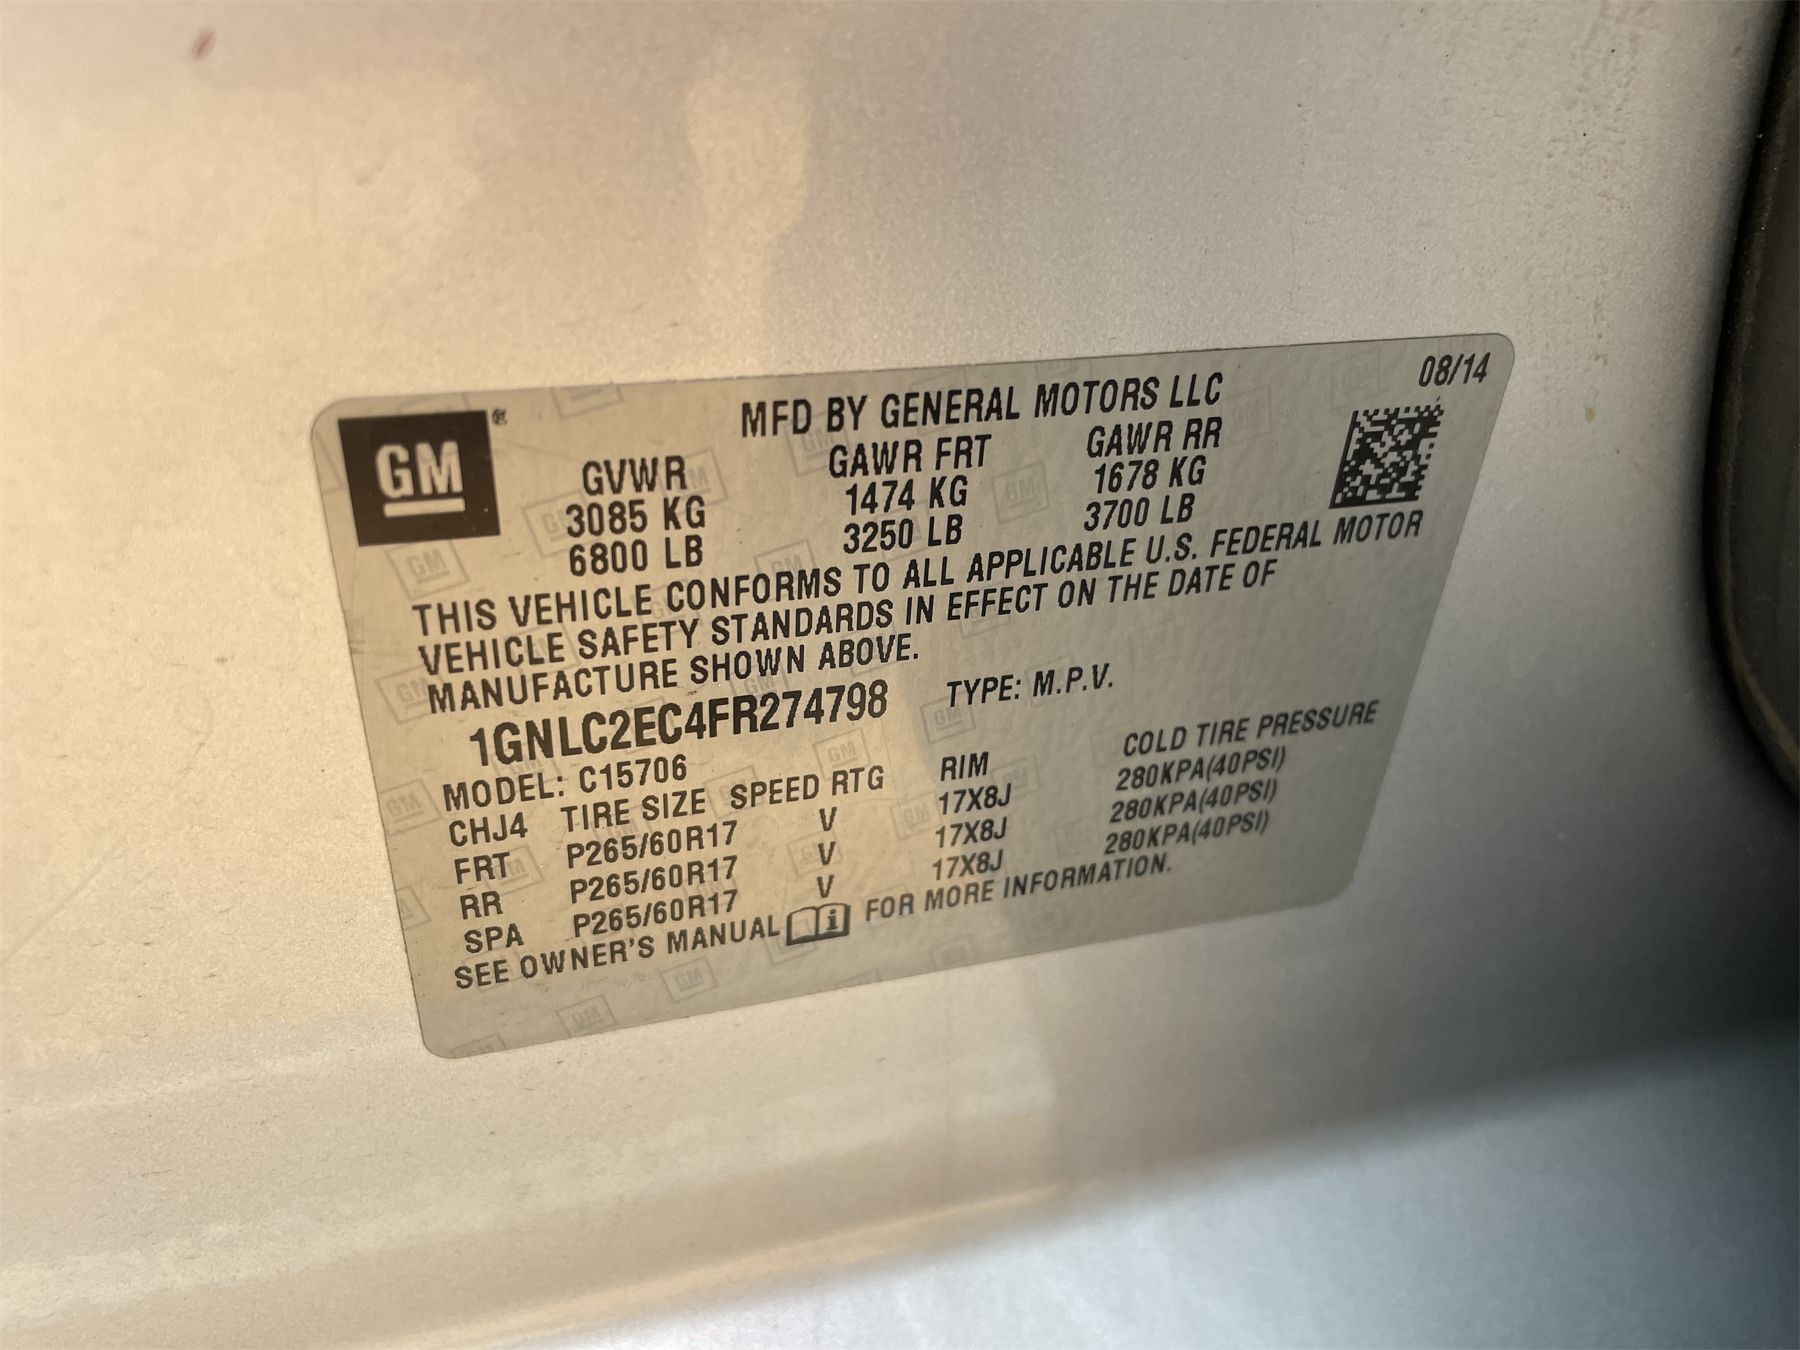 08/14
GM®
MFD BY GENERAL MOTORS LLC
GVWR GAWR FRT GAWR RR
3085 KG 1474 KG 1678 KG
6800 LB 3250 LB 3700 LB
THIS VEHICLE CONFORMS TO ALL APPLICABLE U.S. FEDERAL MOTOR
VEHICLE SAFETY STANDARDS IN EFFECT ON THE DATE OF
MANUFACTURE SHOWN ABOVE.
1GNLC2EC4FR274798 TYPE: M.P.V.
MODEL: C15706
CHJ4 TIRE SIZE SPEED RTG RIM COLD TIRE PRESSURE
FRT P265/60R17 V 17X8J 280KPA(40PSI)
RR P265/60R17 V 17X8J 280KPA(40PSI)
SPA P265/60R17 V 17X8J 280KPA(40PSI)
SEE OWNER'S MANUAL i FOR MORE INFORMATION.